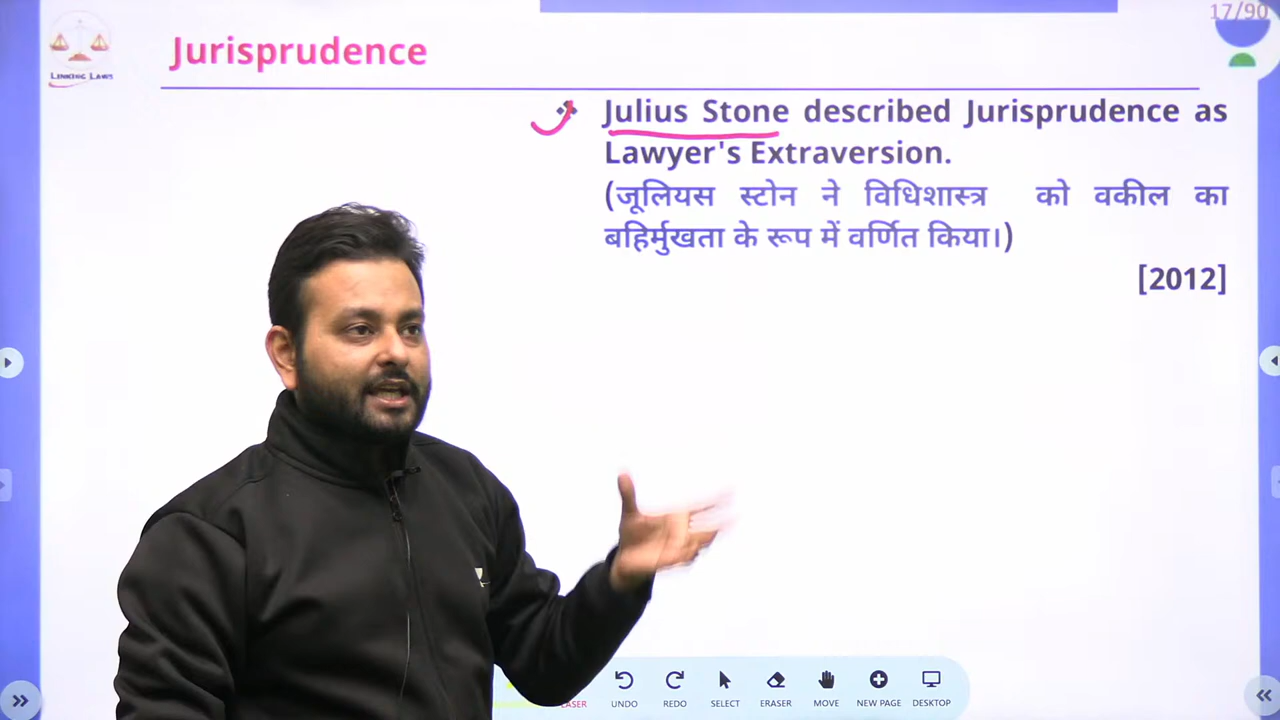 17/90
LINKING LAWS
Jurisprudence
Julius Stone described Jurisprudence as
Lawyer's Extraversion.
(जूलियस स्टोन ने विधिशास्त्र को वकील का
बहिर्मुखता के रूप में वर्णित किया।)
[2012]
LASER UNDO REDO SELECT ERASER MOVE NEW PAGE DESKTOP